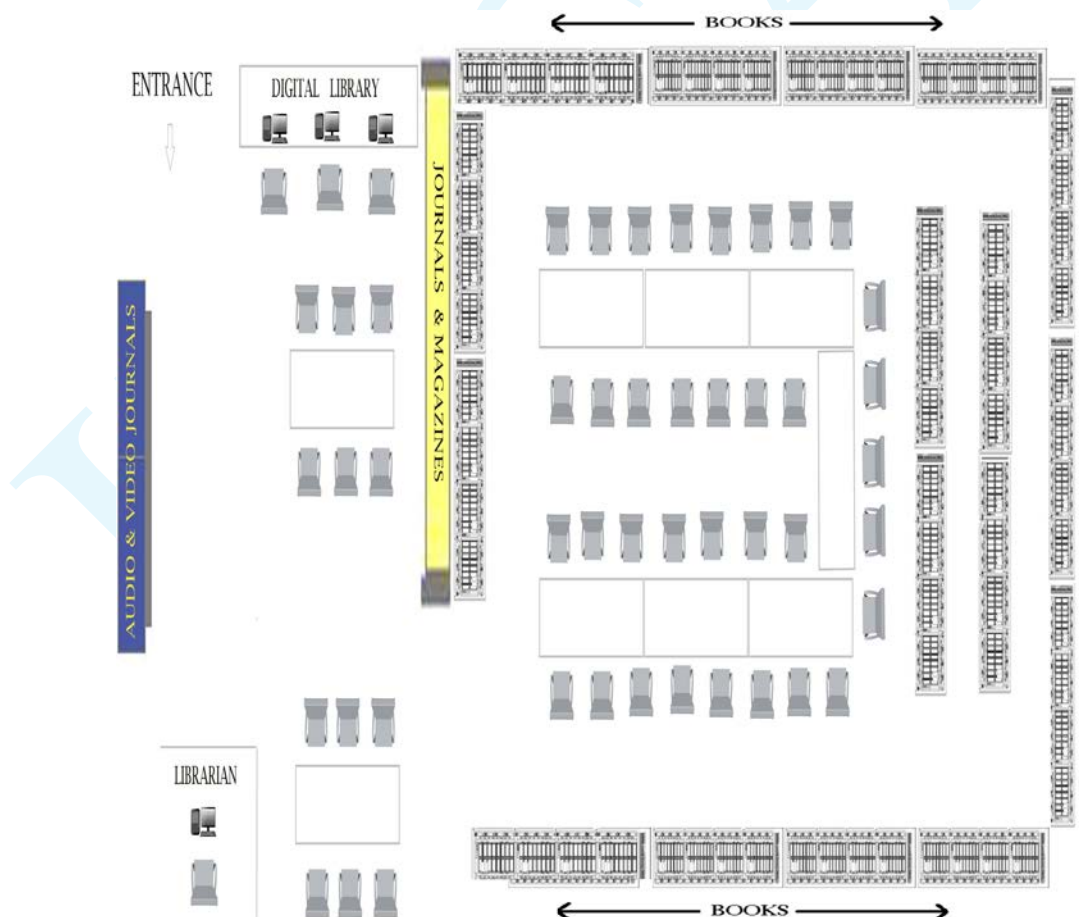 BOOKS
ENTRANCE
DIGITAL LIBRARY
JOURNALS & MAGAZINES
AUDIO & VIDEO JOURNALS
LIBRARIAN
BOOKS